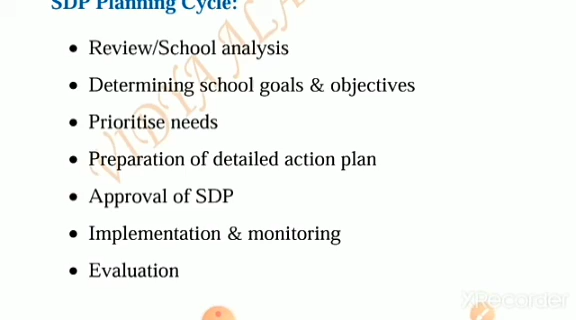 SDP Planning Cycle:
Review/School analysis
Determining school goals & objectives
Prioritise needs
Preparation of detailed action plan
Approval of SDP
Implementation & monitoring
Evaluation
XRecorder